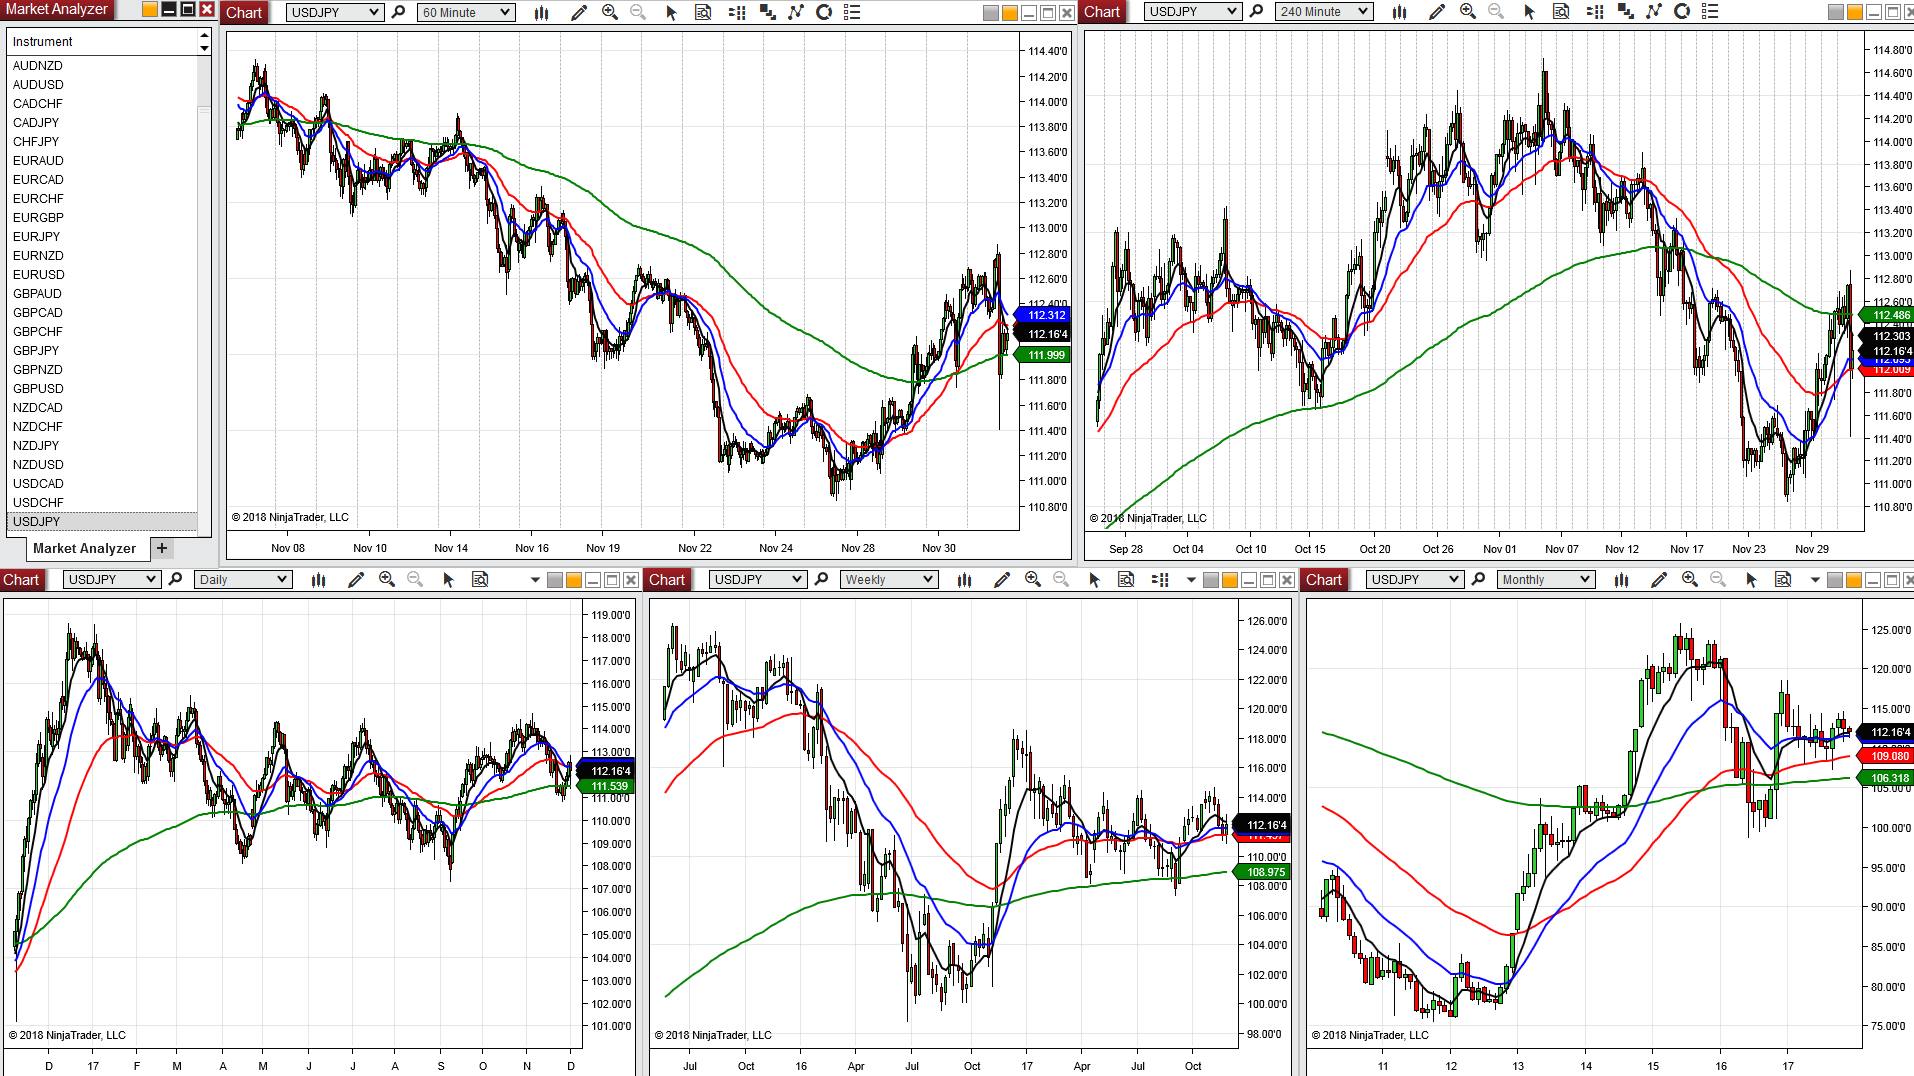 Market Analyzer
Instrument
AUDNZD
AUDUSD
CADCHF
CADJPY
CHFJPY
EURAUD
EURCAD
EURCHF
EURGBP
EURJPY
EURNZD
EURUSD
GBPAUD
GBPCAD
GBPCHF
GBPJPY
GBPNZD
GBPUSD
NZDCAD
NZDCHF
NZDJPY
NZDUSD
USDCAD
USDCHF
USDJPY
Market Analyzer +
Chart USDJPY 60 Minute
114.40'0
114.20'0
114.00'0
113.80'0
113.60'0
113.40'0
113.20'0
113.00'0
112.80'0
112.60'0
112.40'0
112.312
112.16'4
111.999
111.80'0
111.60'0
111.40'0
111.20'0
111.00'0
110.80'0
© 2018 NinjaTrader, LLC
Nov 08 Nov 10 Nov 14 Nov 16 Nov 19 Nov 22 Nov 24 Nov 28 Nov 30
Chart USDJPY 240 Minute
114.80'0
114.60'0
114.40'0
114.20'0
114.00'0
113.80'0
113.60'0
113.40'0
113.20'0
113.00'0
112.80'0
112.60'0
112.486
112.303
112.16'4
112.009
111.80'0
111.60'0
111.40'0
111.20'0
111.00'0
110.80'0
© 2018 NinjaTrader, LLC
Sep 28 Oct 04 Oct 10 Oct 15 Oct 20 Oct 26 Nov 01 Nov 07 Nov 12 Nov 17 Nov 23 Nov 29
Chart USDJPY Daily
119.00'0
118.00'0
117.00'0
116.00'0
115.00'0
114.00'0
113.00'0
112.16'4
111.539
111.00'0
110.00'0
109.00'0
108.00'0
107.00'0
106.00'0
105.00'0
104.00'0
103.00'0
102.00'0
101.00'0
© 2018 NinjaTrader, LLC
D 17 F M A M J J A S O N D
Chart USDJPY Weekly
126.00'0
124.00'0
122.00'0
120.00'0
118.00'0
116.00'0
114.00'0
112.16'4
110.00'0
108.975
108.00'0
106.00'0
104.00'0
102.00'0
100.00'0
98.00'0
© 2018 NinjaTrader, LLC
Jul Oct 16 Apr Jul Oct 17 Apr Jul Oct
Chart USDJPY Monthly
125.00'0
120.00'0
115.00'0
112.16'4
109.080
106.318
105.00'0
100.00'0
95.00'0
90.00'0
85.00'0
80.00'0
75.00'0
© 2018 NinjaTrader, LLC
11 12 13 14 15 16 17